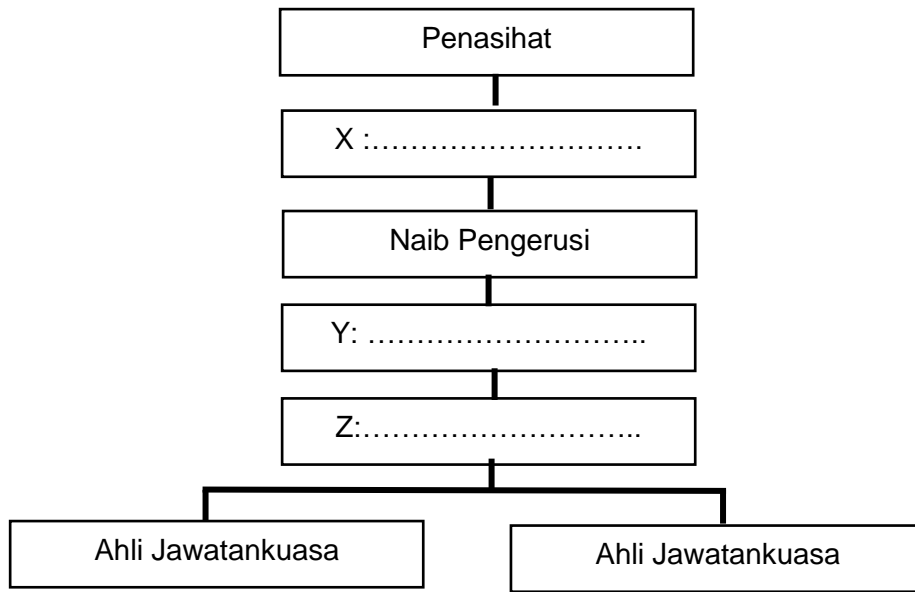 Penasihat
X :………………………….
Naib Pengerusi
Y: ………………………..
Z:………………………..
Ahli Jawatankuasa
Ahli Jawatankuasa